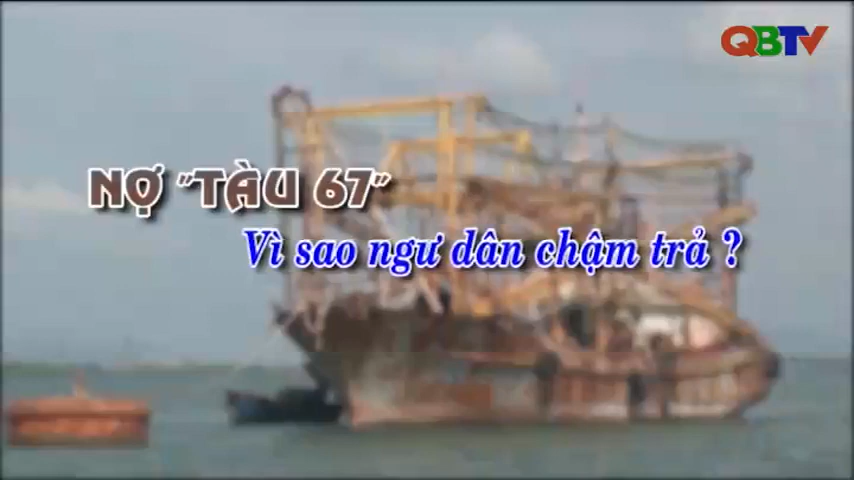 QBTV
NỢ "TÀU 67"
Vì sao ngư dân chậm trả ?